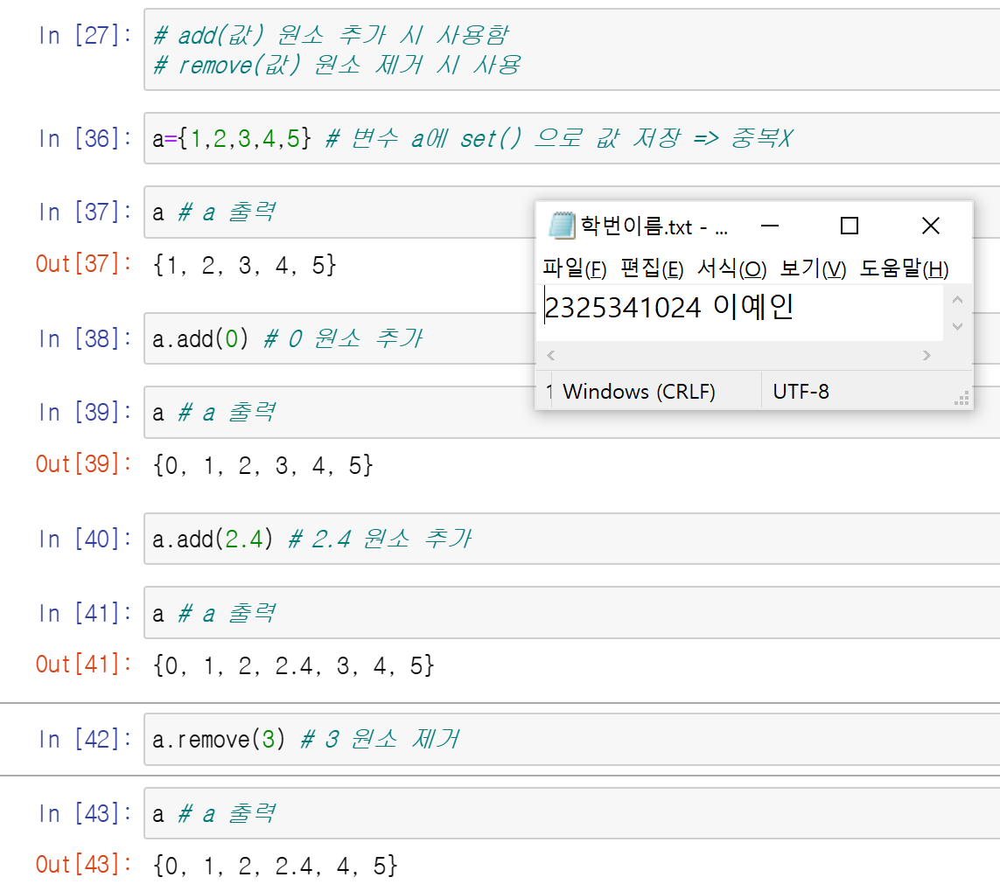 In [27]: # add(값) 원소 추가 시 사용함
# remove(값) 원소 제거 시 사용
In [36]: a={1,2,3,4,5} # 변수 a에 set() 으로 값 저장 => 중복X
In [37]: a # a 출력
Out[37]: {1, 2, 3, 4, 5}
In [38]: a.add(0) # 0 원소 추가
In [39]: a # a 출력
Out[39]: {0, 1, 2, 3, 4, 5}
In [40]: a.add(2.4) # 2.4 원소 추가
In [41]: a # a 출력
Out[41]: {0, 1, 2, 2.4, 3, 4, 5}
In [42]: a.remove(3) # 3 원소 제거
In [43]: a # a 출력
Out[43]: {0, 1, 2, 2.4, 4, 5}
학번이름.txt - ...
파일(F) 편집(E) 서식(O) 보기(V) 도움말(H)
2325341024 이예인
1 Windows (CRLF) UTF-8